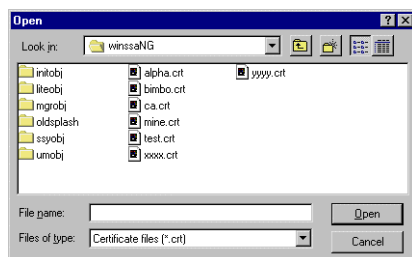 Open
Look in: winssaNG
initobj
liteobj
mgrobj
oldsplash
ssyobj
umobj
alpha.crt
bimbo.crt
ca.crt
mine.crt
test.crt
xxxx.crt
yyyy.crt
File name:
Open
Files of type: Certificate files (*.crt)
Cancel